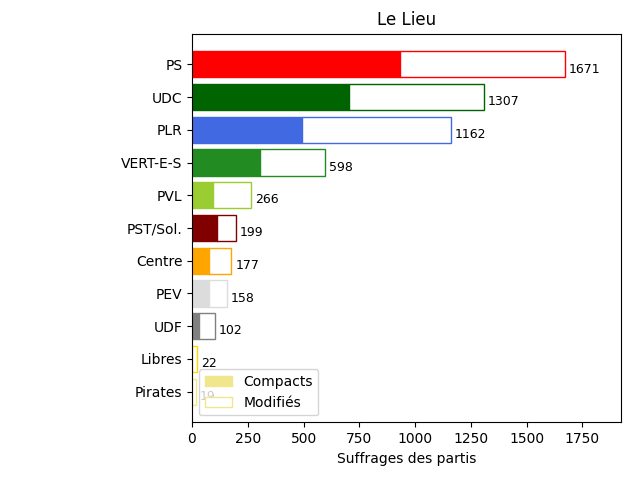 Le Lieu
PS 1671
UDC 1307
PLR 1162
VERT-E-S 598
PVL 266
PST/Sol. 199
Centre 177
PEV 158
UDF 102
Libres 22
Pirates 19
Compacts
Modifiés
0 250 500 750 1000 1250 1500 1750
Suffrages des partis